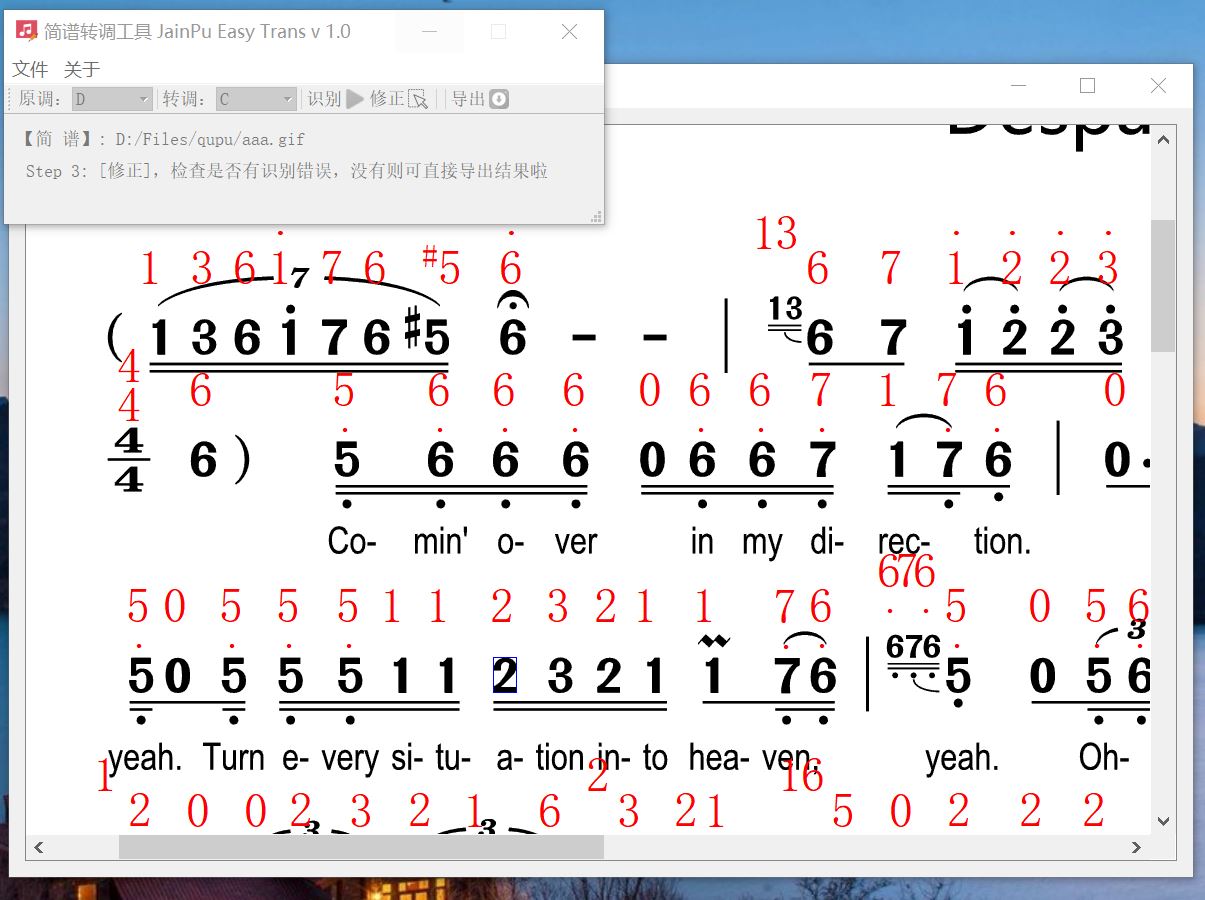 简谱转调工具 JainPu Easy Trans v 1.0
文件 关于
原调: D 转调: C 识别 修正 导出
【简 谱】: D:/Files/qupu/aaa.gif
Step 3: [修正], 检查是否有识别错误, 没有则可直接导出结果啦
Despu
13
1 3 6 1 7 6 #5 6 6 7 1 2 2 3
7
13
( 1 3 6 1 7 6 #5 6 – – | 6 7 1 2 2 3
4 6 5 6 6 6 0 6 6 7 1 7 6 0
4
4 6 ) 5 6 6 6 0 6 6 7 1 7 6 | 0 ·
4
Co- min' o- ver in my di- rec- tion.
676
5 0 5 5 5 1 1 2 3 2 1 1 7 6 5 0 5 6
3
676
5 0 5 5 5 1 1 2 3 2 1 1 7 6 | 5 0 5 6
yeah. Turn e- very si- tu- a- tion in- to hea- ven, yeah. Oh-
1 2 16
2 0 0 2 3 2 1 6 3 2 1 5 0 2 2 2
3 3